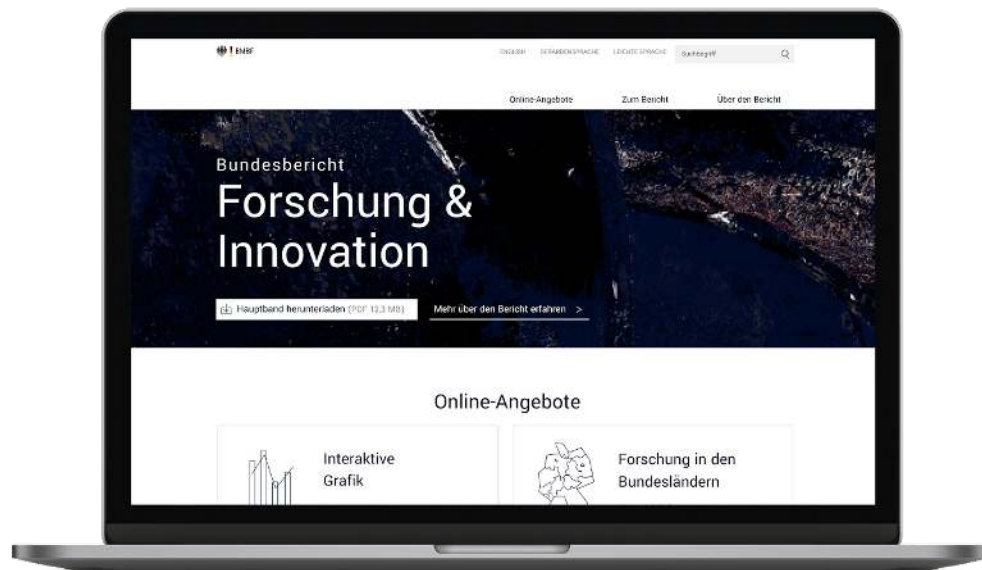 BMBF
ENGLISH GEBÄRDENSPRACHE LEICHTE SPRACHE Suchbegriff
Online-Angebote Zum Bericht Über den Bericht
Bundesbericht
Forschung &
Innovation
Hauptband herunterladen (PDF 12,3 MB) Mehr über den Bericht erfahren >
Online-Angebote
Interaktive
Grafik
Forschung in den
Bundesländern